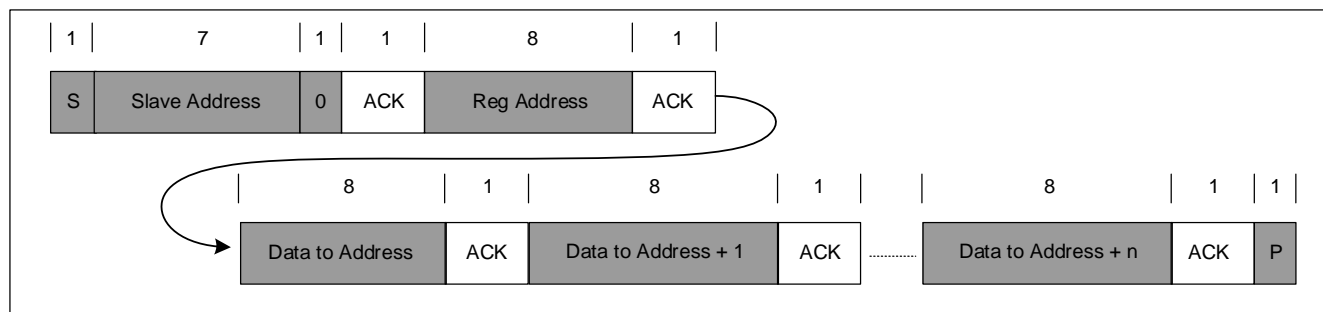 1 7 1 1 8 1
S Slave Address 0 ACK Reg Address ACK
8 1 8 1 8 1 1
Data to Address ACK Data to Address + 1 ACK Data to Address + n ACK P